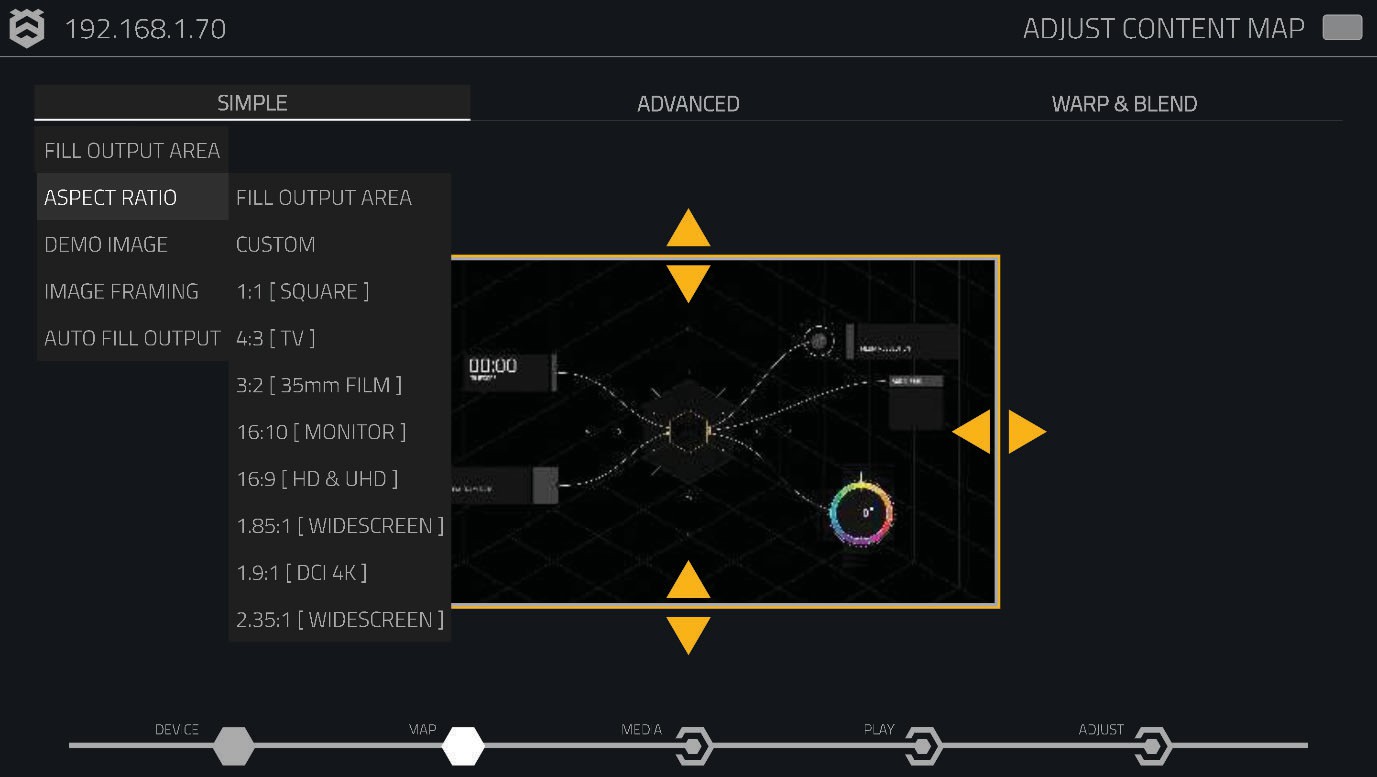 192.168.1.70
ADJUST CONTENT MAP
SIMPLE
ADVANCED
WARP & BLEND
FILL OUTPUT AREA
ASPECT RATIO
DEMO IMAGE
IMAGE FRAMING
AUTO FILL OUTPUT
FILL OUTPUT AREA
CUSTOM
1:1 [ SQUARE ]
4:3 [ TV ]
3:2 [ 35mm FILM ]
16:10 [ MONITOR ]
16:9 [ HD & UHD ]
1.85:1 [ WIDESCREEN ]
1.9:1 [ DCI 4K ]
2.35:1 [ WIDESCREEN ]
00:00
0°
DEVICE
MAP
MEDIA
PLAY
ADJUST